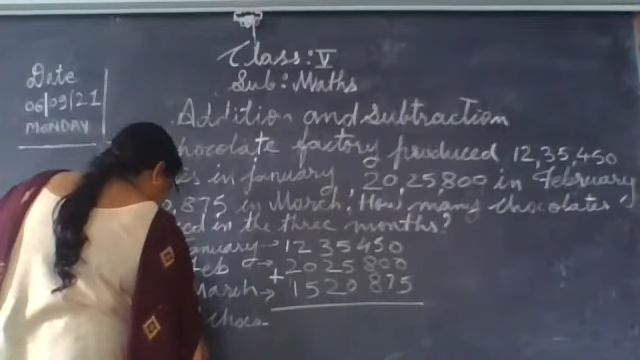 Class: V
Sub: Maths
Date
06/09/21
MONDAY
Addition and Subtraction
hocolate factory produced 12,35,450
es in january 20,25,800 in February
0,875 in March! How many chocolates
ed in the three months?
anuary→ 1235450
Feb → 2025800
March→ +1520875
choco